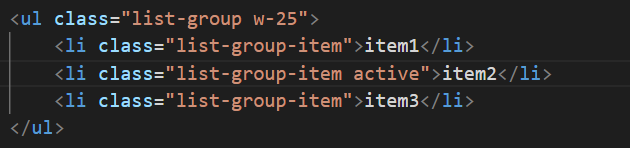 <ul class="list-group w-25">
    <li class="list-group-item">item1</li>
    <li class="list-group-item active">item2</li>
    <li class="list-group-item">item3</li>
</ul>